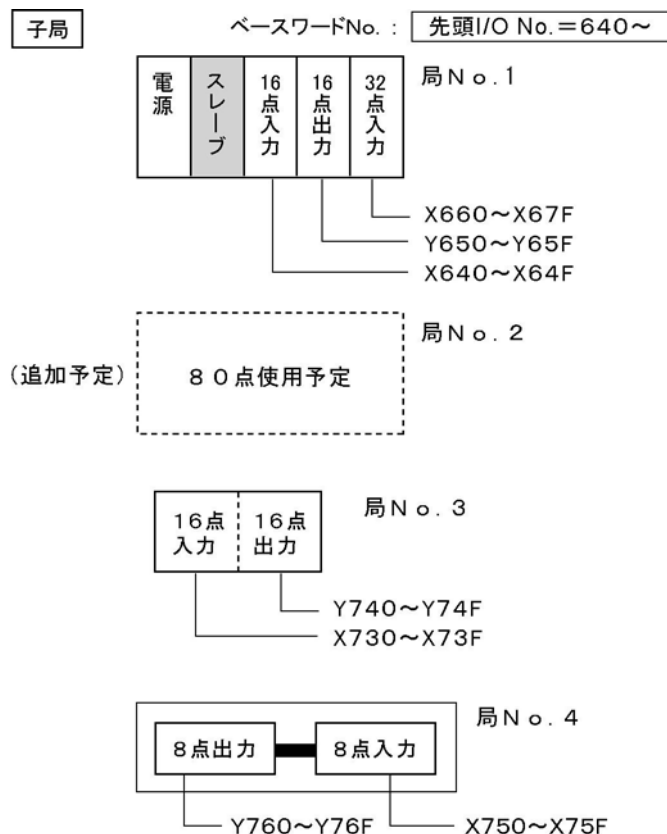 子局
ベースワードNo.: 先頭I/O No.=640～
局No.1
電源
スレーブ
16点入力
16点出力
32点入力
X660～X67F
Y650～Y65F
X640～X64F
局No.2
(追加予定)
80点使用予定
局No.3
16点入力
16点出力
Y740～Y74F
X730～X73F
局No.4
8点出力
8点入力
Y760～Y76F
X750～X75F